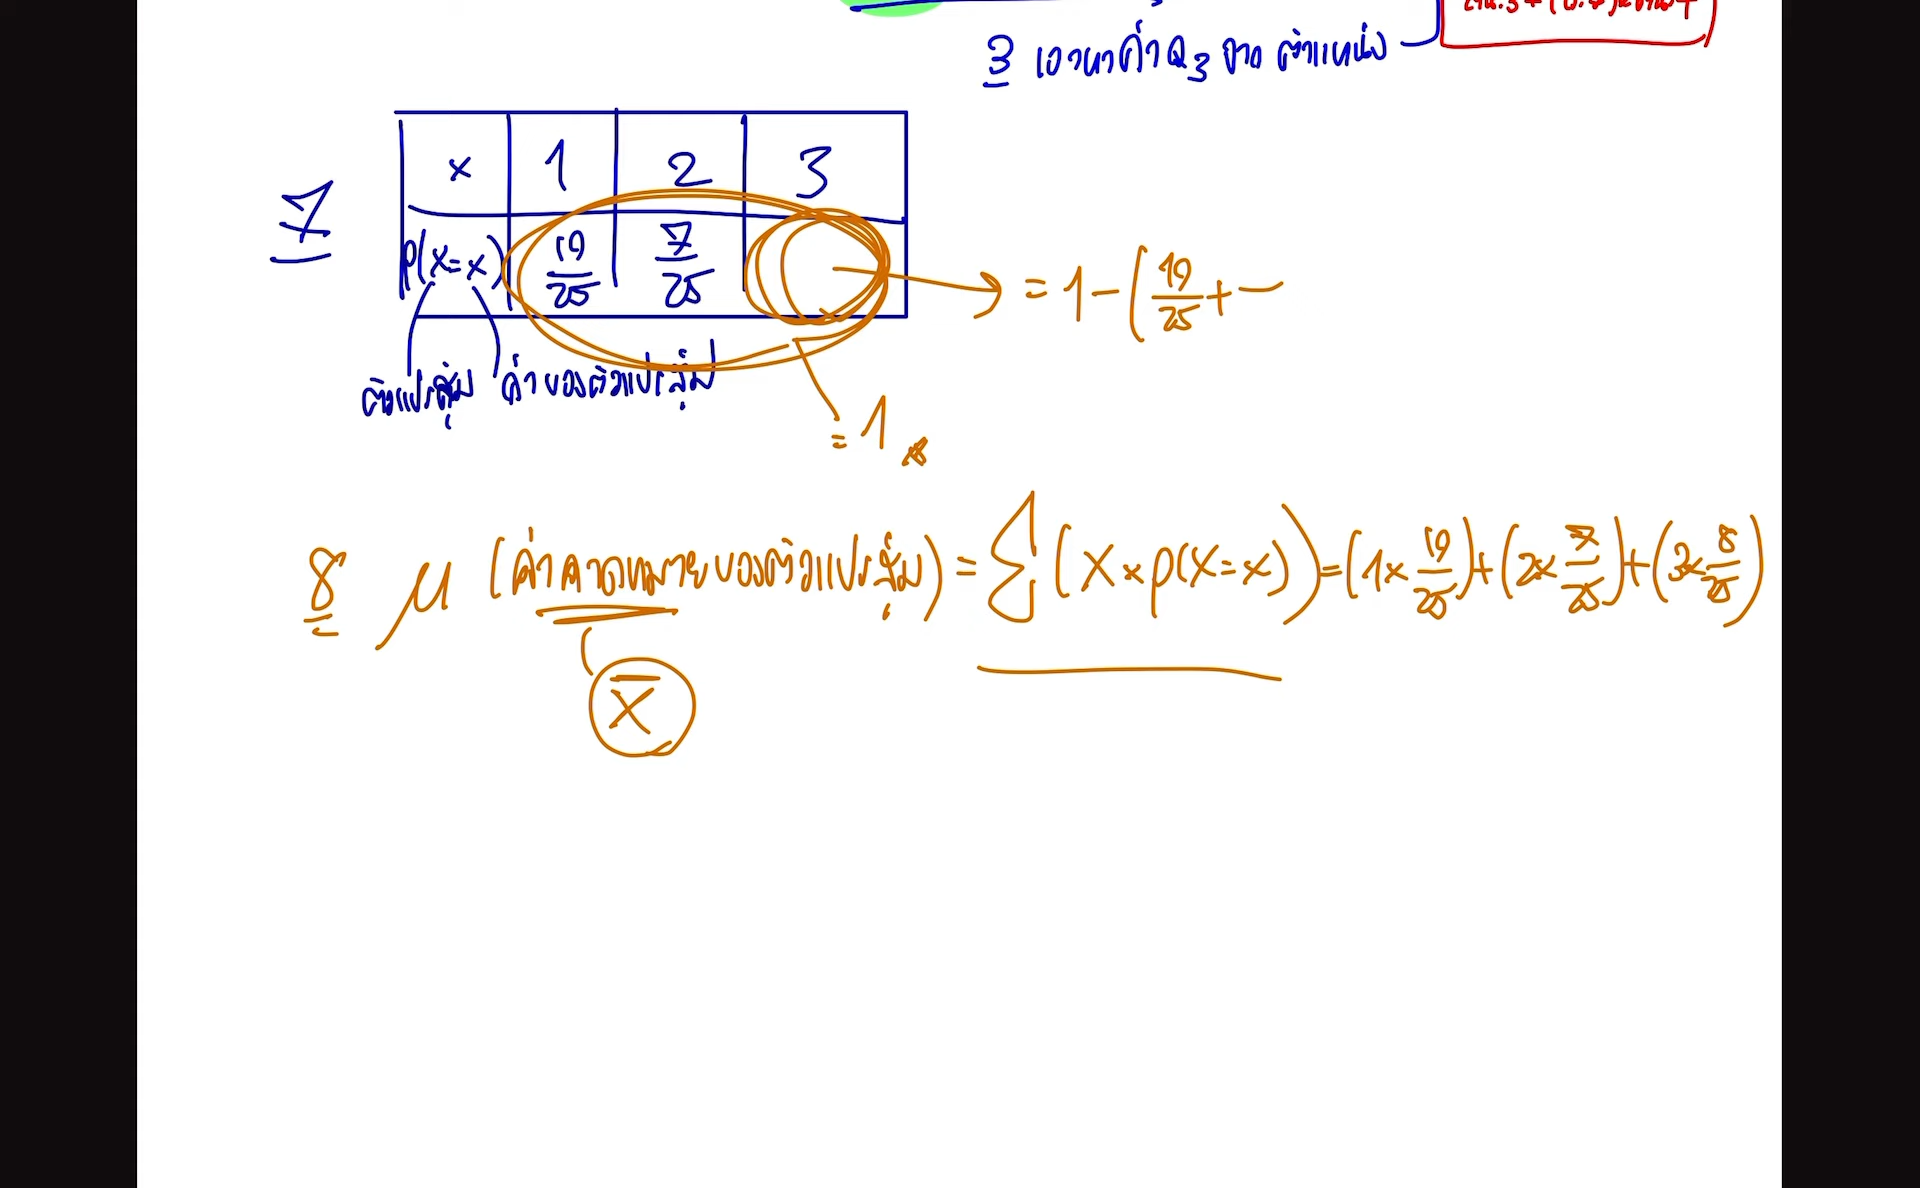 3 เอาหาค่า Q3 จาก ตำแหน่ง
7
x 1 2 3
P(X=x) 19/25 7/25
= 1 - ( 19/25 + -
ตัวแปรสุ่ม ค่าของตัวแปรสุ่ม
= 1
8 μ (ค่าคาดหมายของตัวแปรสุ่ม) = Σ(X×P(X=x)) = (1×19/25)+(2×7/25)+(3×8/25)
x̄